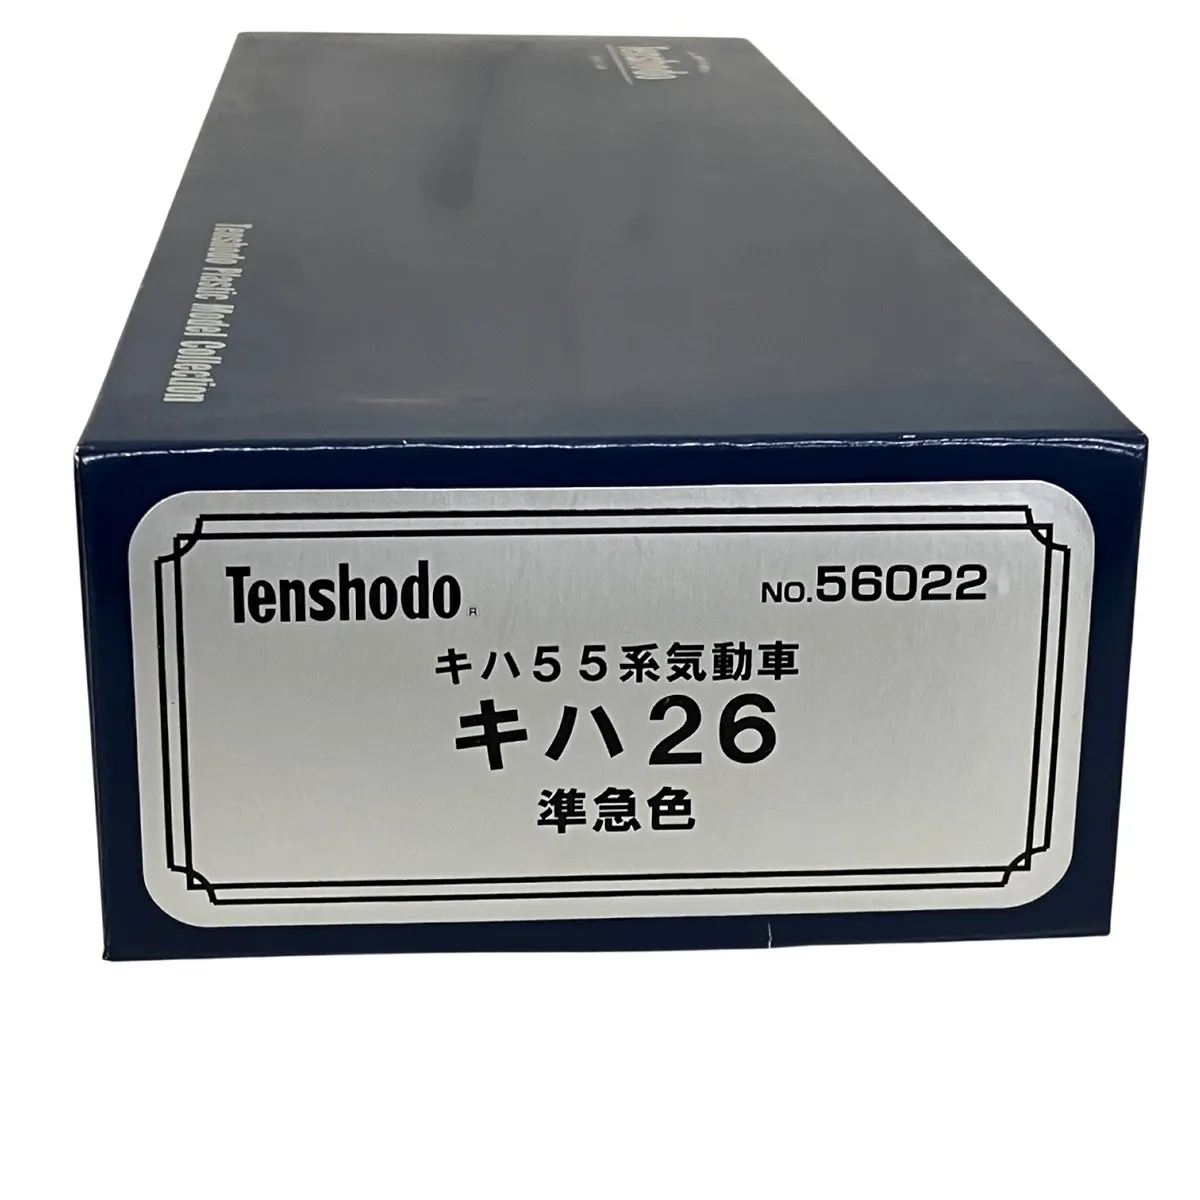 Tenshodo
Tenshodo Plastic Model Collection
Tenshodo R
NO.56022
キハ５５系気動車
キハ26
準急色